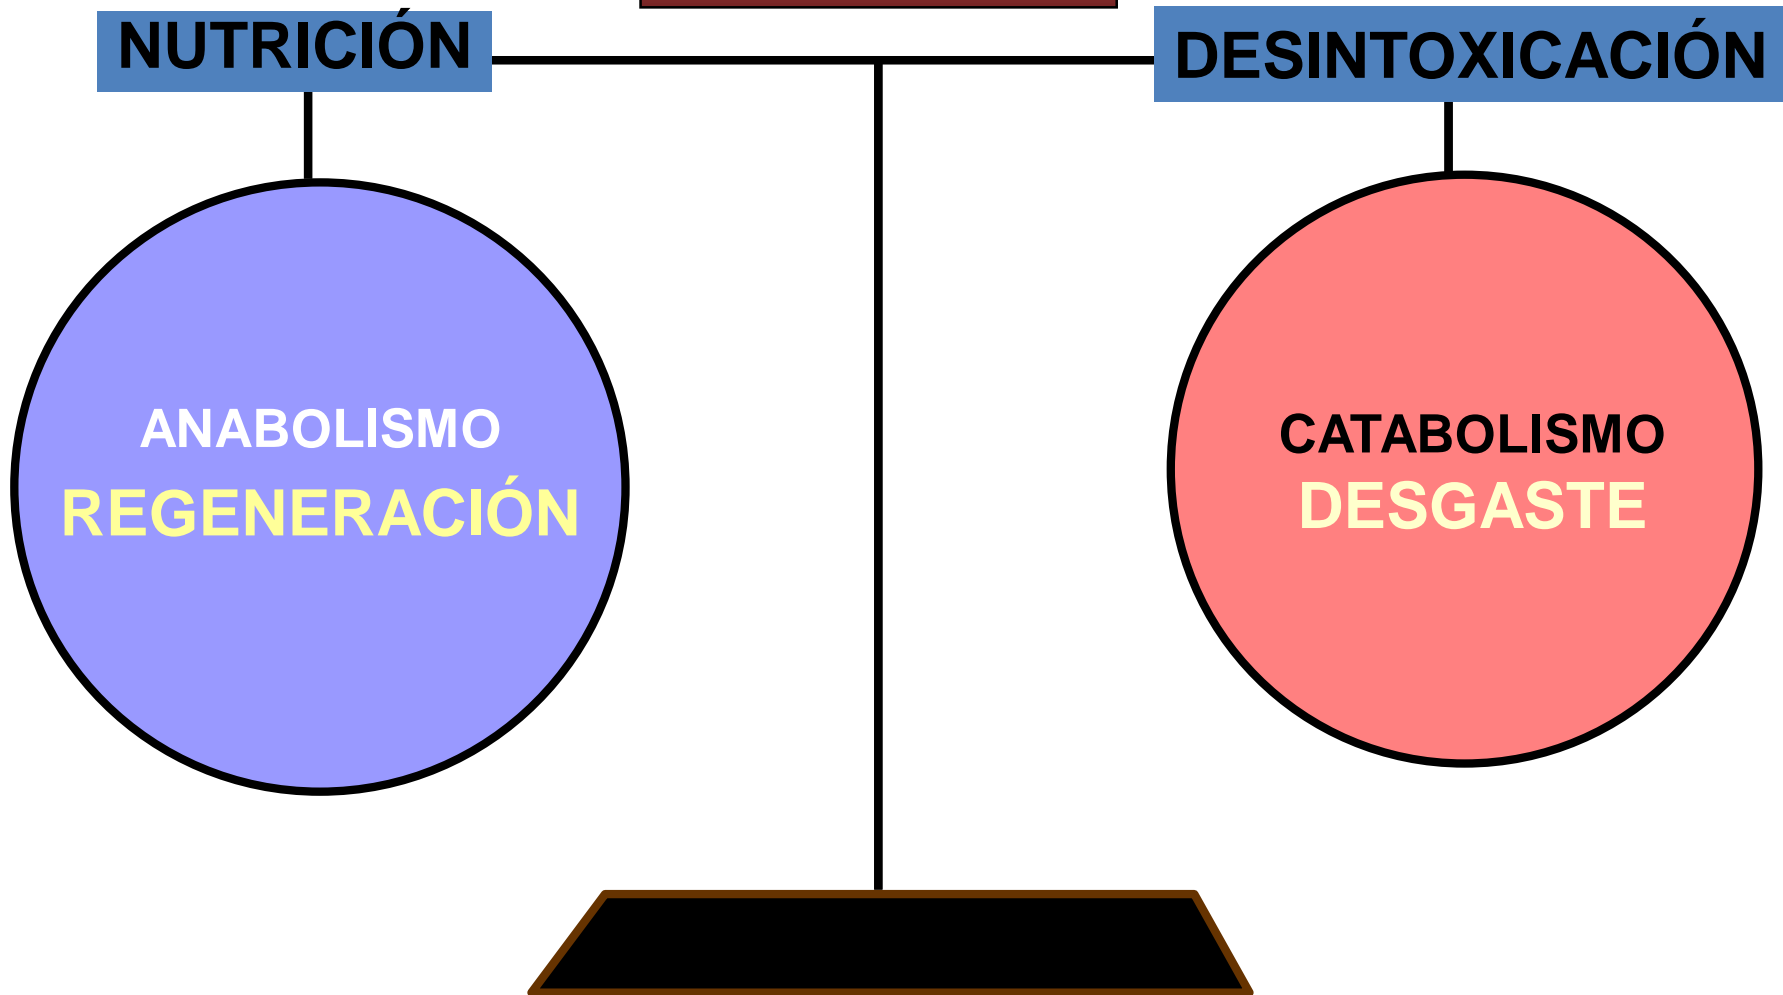 NUTRICIÓN
DESINTOXICACIÓN
ANABOLISMO
REGENERACIÓN
CATABOLISMO
DESGASTE